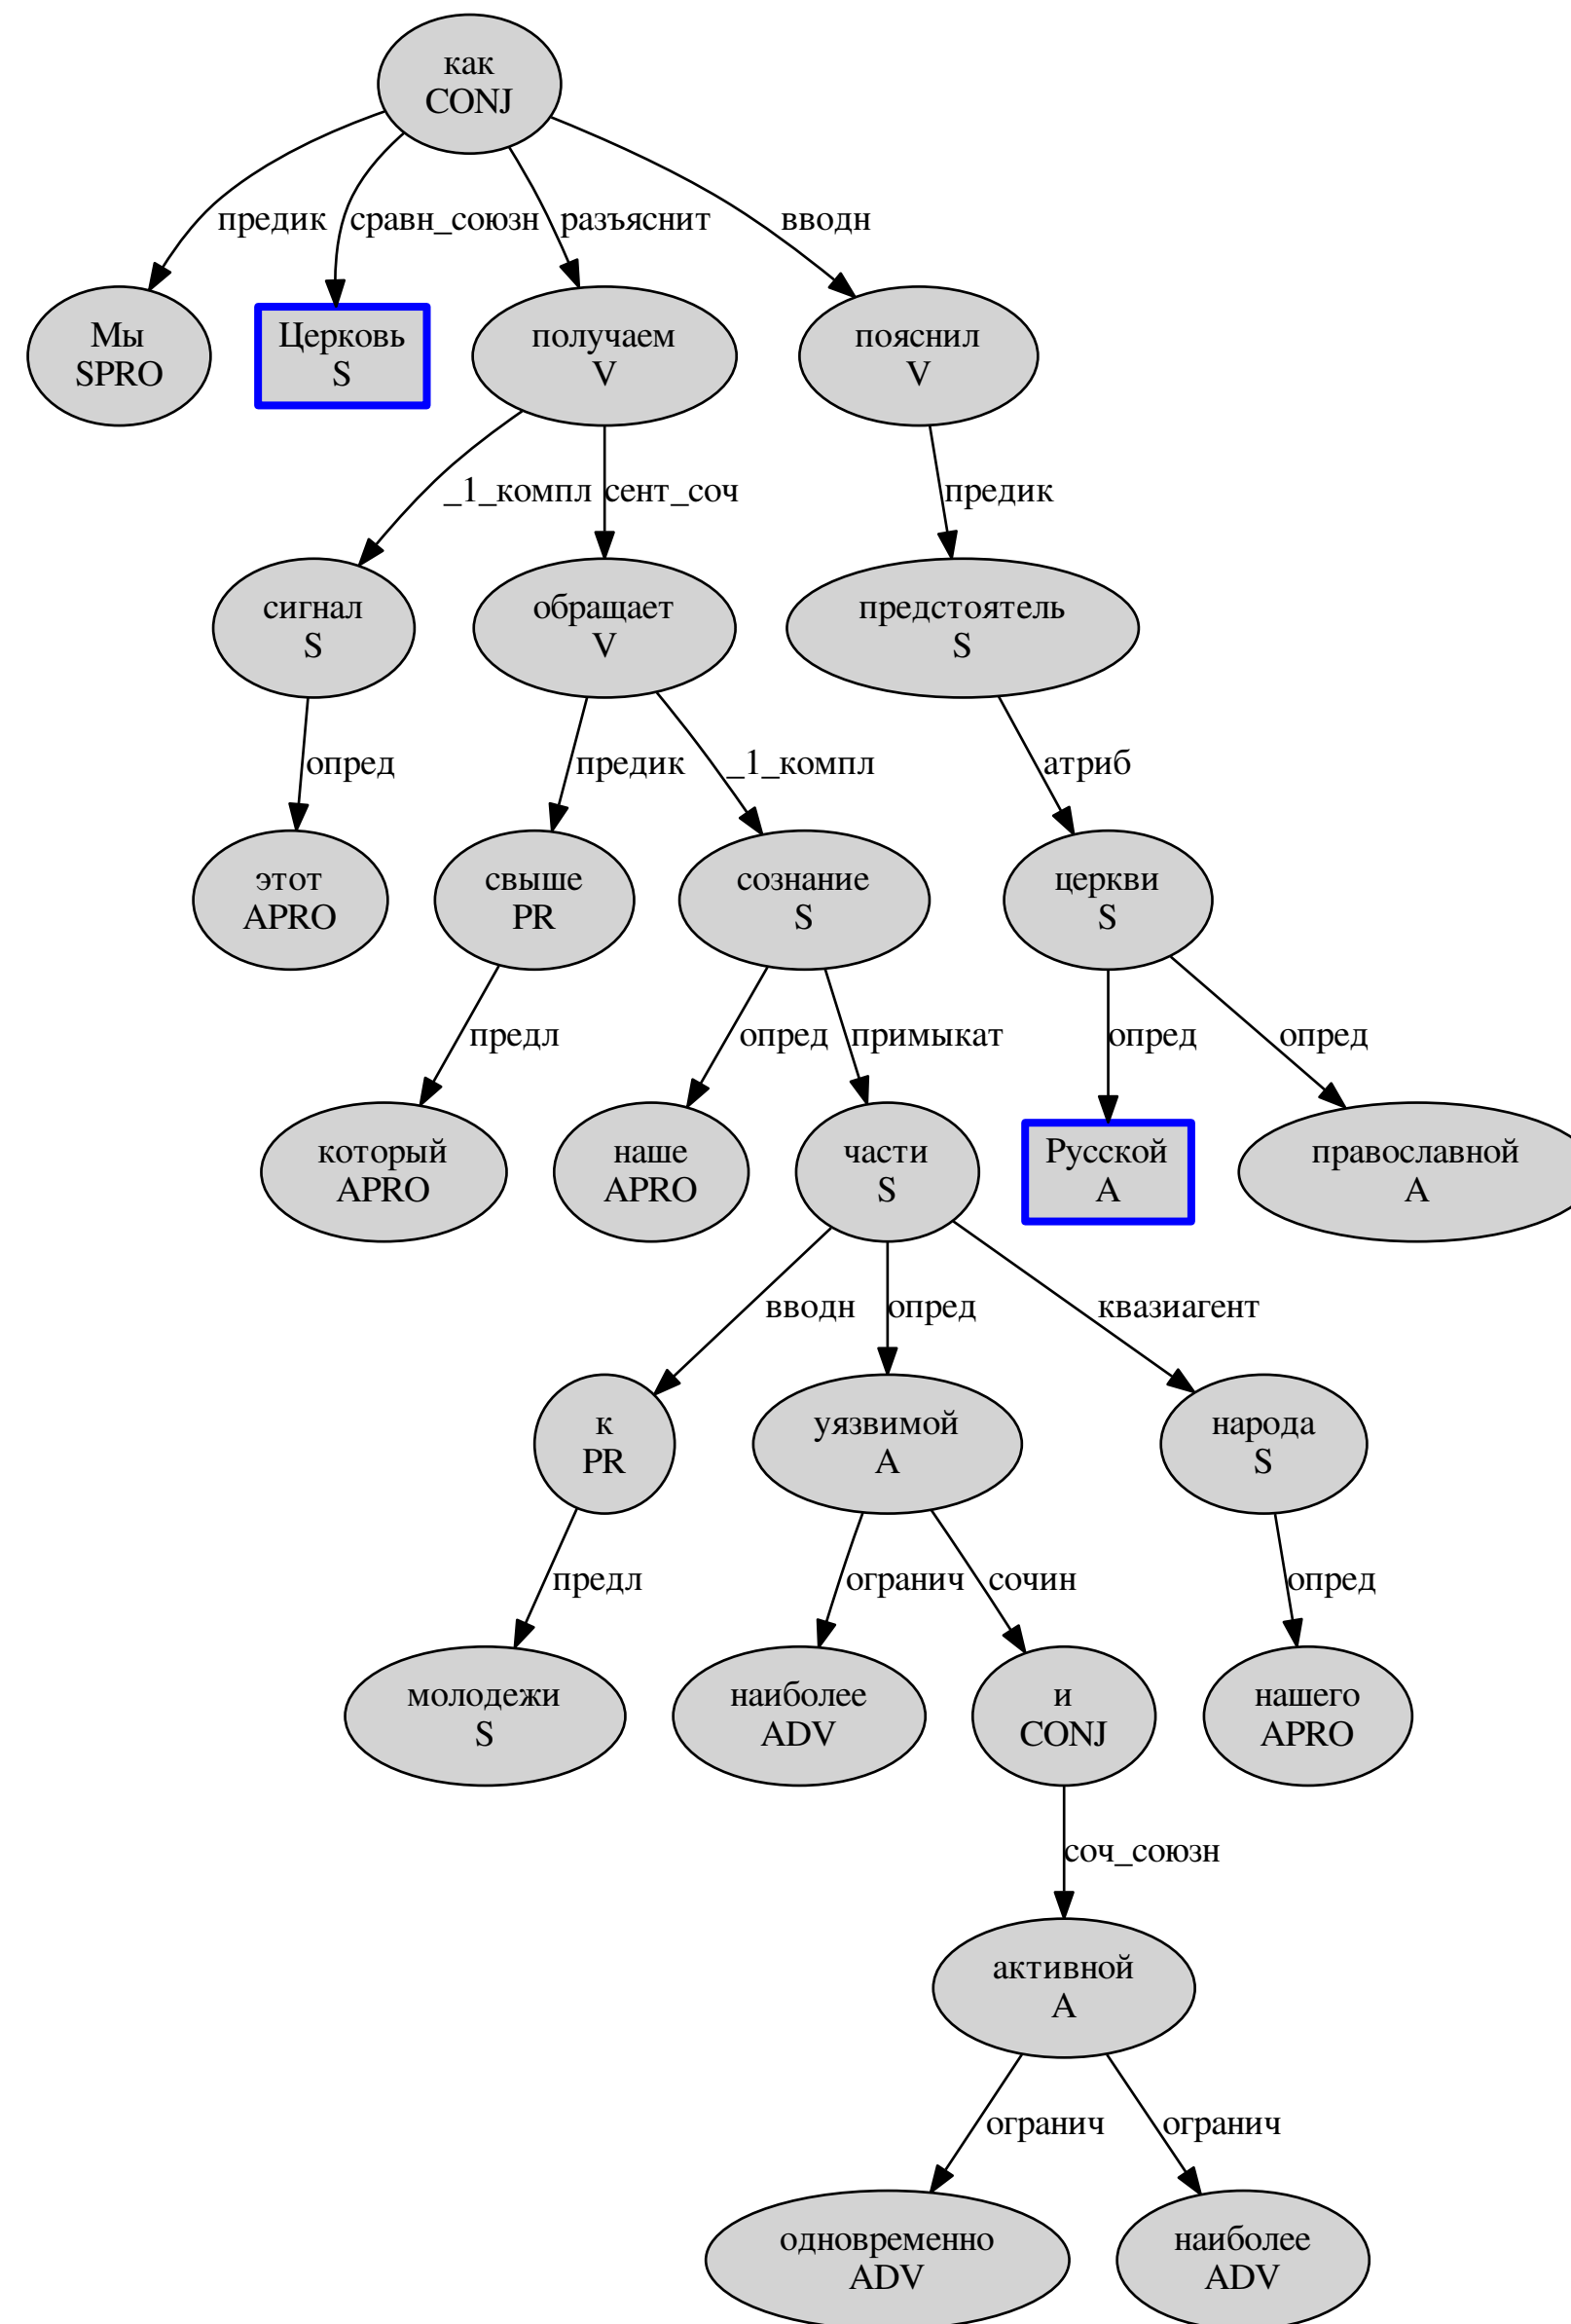 как
CONJ
предик
сравн_союзн
разъяснит
вводн
Мы
SPRO
Церковь
S
получаем
V
пояснил
V
_1_компл
сент_соч
предик
сигнал
S
обращает
V
предстоятель
S
опред
предик
_1_компл
атриб
этот
APRO
свыше
PR
сознание
S
церкви
S
предл
опред
примыкат
опред
опред
который
APRO
наше
APRO
части
S
Русской
A
православной
A
вводн
опред
квазиагент
к
PR
уязвимой
A
народа
S
предл
огранич
сочин
опред
молодежи
S
наиболее
ADV
и
CONJ
нашего
APRO
соч_союзн
активной
A
огранич
огранич
одновременно
ADV
наиболее
ADV